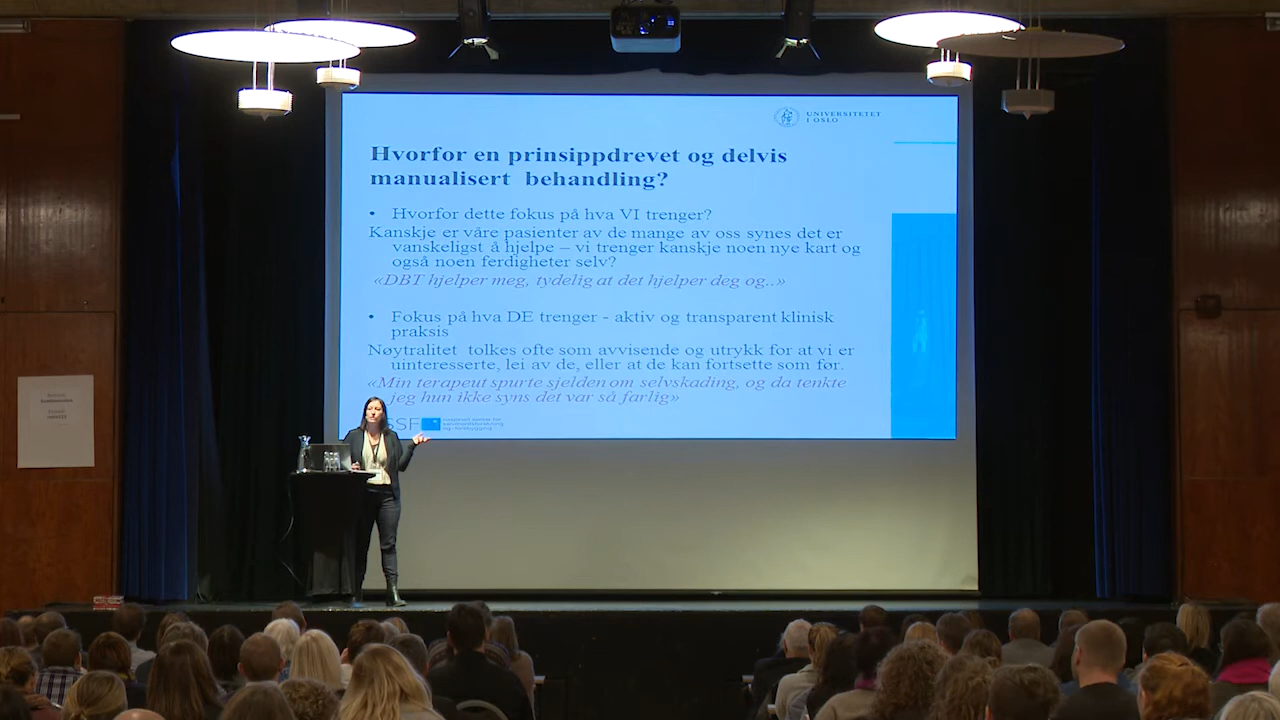 UNIVERSITETET
I OSLO
Hvorfor en prinsippdrevet og delvis
manualisert behandling?
• Hvorfor dette fokus på hva VI trenger?
Kanskje er våre pasienter av de mange av oss synes det er
vanskeligst å hjelpe – vi trenger kanskje noen nye kart og
også noen ferdigheter selv?
«DBT hjelper meg, tydelig at det hjelper deg og..»
• Fokus på hva DE trenger - aktiv og transparent klinisk
praksis
Nøytralitet tolkes ofte som avvisende og utrykk for at vi er
uinteresserte, lei av de, eller at de kan fortsette som før.
«Min terapeut spurte sjelden om selvskading, og da tenkte
jeg hun ikke syns det var så farlig»
SSF